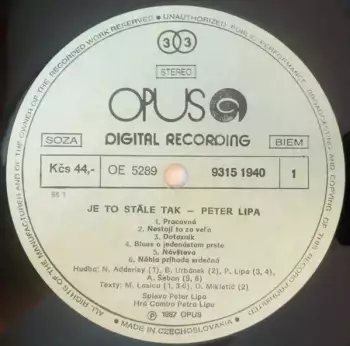 ALL RIGHTS OF THE MANUFACTURER AND OF THE OWNER OF THE RECORDED WORK RESERVED • UNAUTHORIZED PUBLIC PERFORMANCE, BROADCASTING AND COPYING OF THIS RECORD PROHIBITED
33
STEREO
OPUS
SOZA
DIGITAL RECORDING
BIEM
Kčs 44,-
OE 5289
9315 1940
1
JE TO STÁLE TAK – PETER LIPA
1. Pracovná
2. Nestojí to za veľa
3. Dotazník
4. Blues o jedenástom prste
5. Návšteva
6. Náhla príhoda srdečná
Hudba: N. Adderley (1), B. Urbánek (2), P. Lipa (3, 4),
A. Šeban (5, 6)
Texty: M. Lasica (1, 3-6), O. Mikletič (2)
Spieva Peter Lipa
Hrá Combo Petra Lipu
Ⓟ 1987 OPUS
MADE IN CZECHOSLOVAKIA